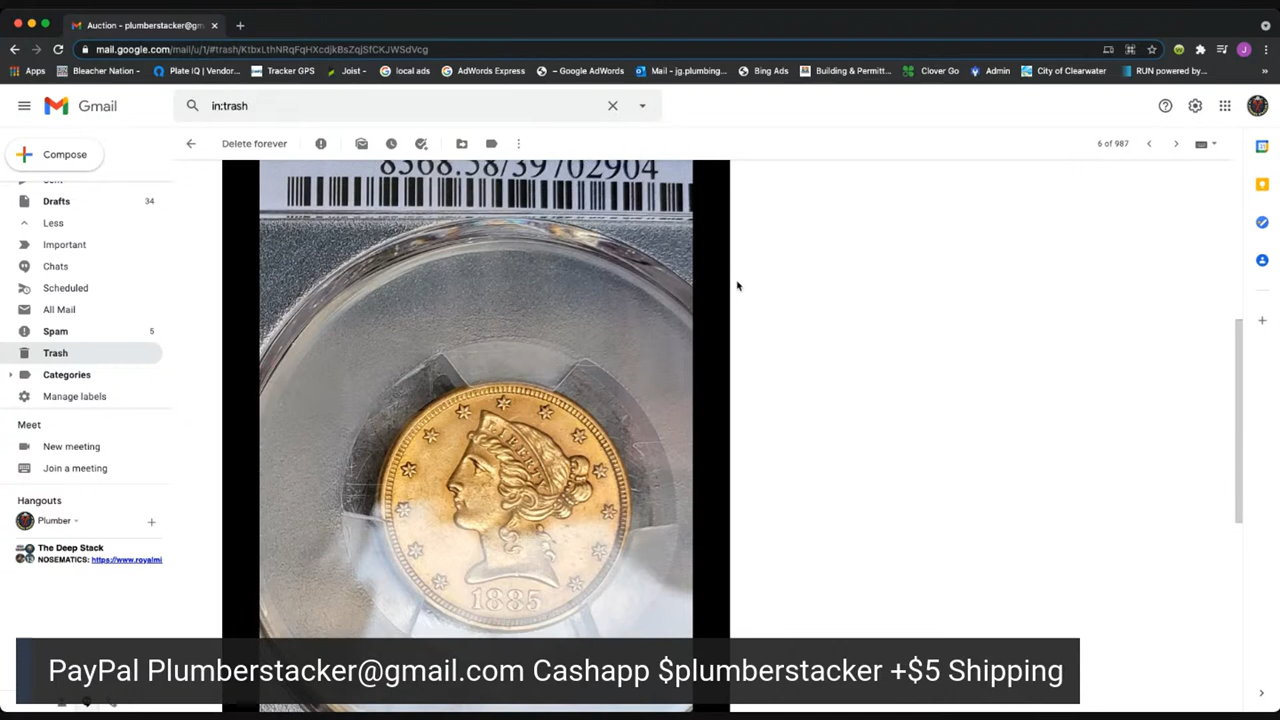 Auction - plumberstacker@gm
mail.google.com/mail/u/1/#trash/KtbxLthNRqFqHXcdjkBsZqjSfCKJWSdVcg
Apps Bleacher Nation - Plate IQ | Vendor... Tracker GPS Joist - local ads AdWords Express – Google AdWords Mail - jg.plumbing... Bing Ads Building & Permitt... Clover Go Admin City of Clearwater RUN powered by...
Gmail
in:trash
Compose
Delete forever
6 of 987
8568.58/39702904
Drafts 34
Less
Important
Chats
Scheduled
All Mail
Spam 5
Trash
Categories
Manage labels
Meet
New meeting
Join a meeting
Hangouts
Plumber
The Deep Stack
NOSEMATICS: https://www.royalmi
LIBERTY
1885
PayPal Plumberstacker@gmail.com Cashapp $plumberstacker +$5 Shipping